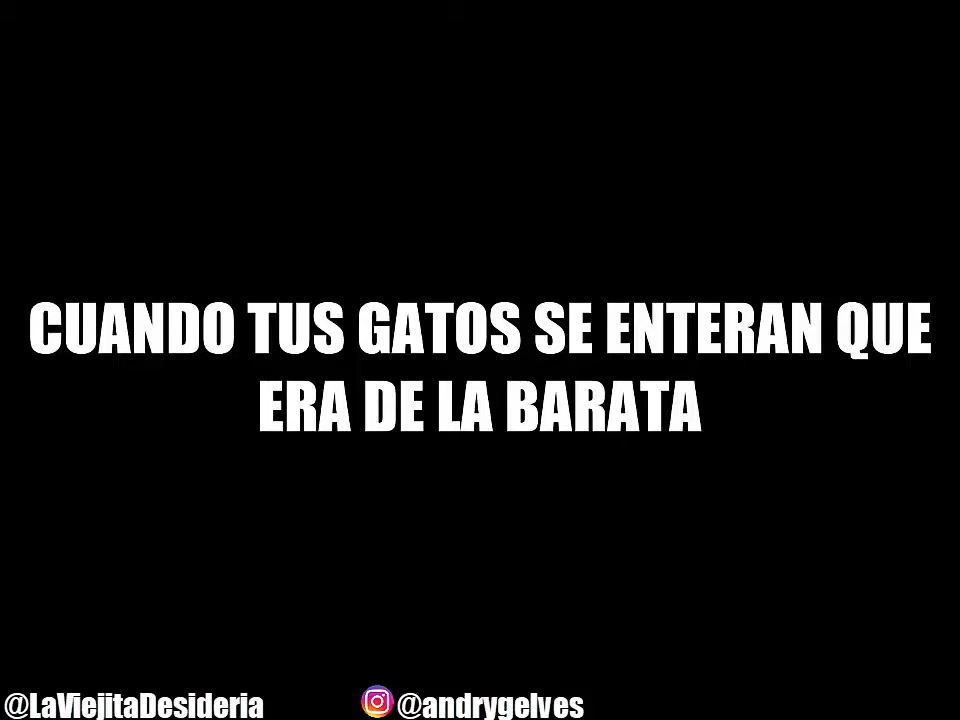 CUANDO TUS GATOS SE ENTERAN QUE
ERA DE LA BARATA
@LaViejitaDesideria @andrygelves